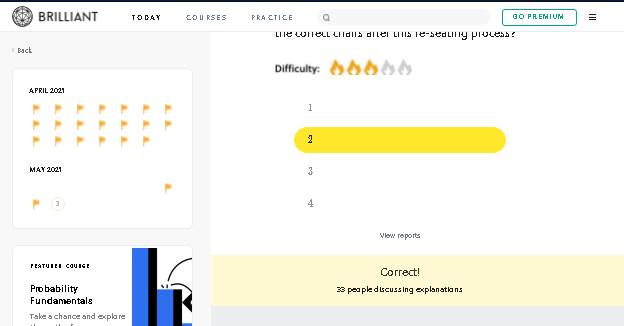 BRILLIANT
TODAY COURSES PRACTICE
GO PREMIUM
‹ Back
APRIL 2021
MAY 2021
3
FEATURED COURSE
Probability
Fundamentals
Take a chance and explore
the correct chairs after this re-seating process?
Difficulty:
1
2
3
4
View reports
Correct!
33 people discussing explanations